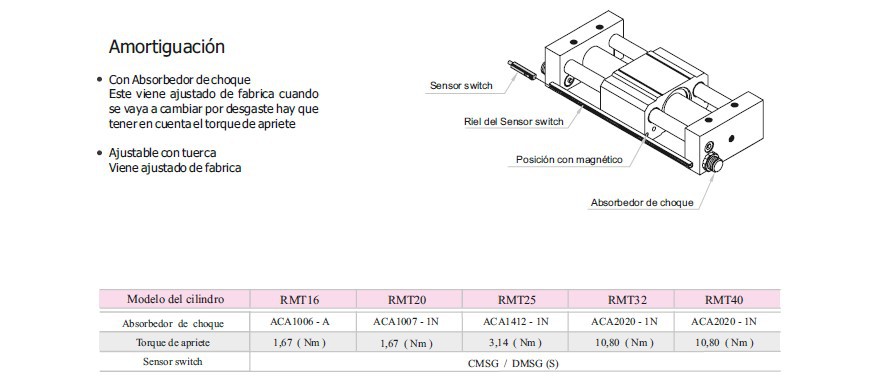 Amortiguación
Con Absorbedor de choque
Este viene ajustado de fabrica cuando
se vaya a cambiar por desgaste hay que
tener en cuenta el torque de apriete
Ajustable con tuerca
Viene ajustado de fabrica
Sensor switch
Riel del Sensor switch
Posición con magnético
Absorbedor de choque
Modelo del cilindro RMT16 RMT20 RMT25 RMT32 RMT40
Absorbedor de choque ACA1006 - A ACA1007 - 1N ACA1412 - 1N ACA2020 - 1N ACA2020 - 1N
Torque de apriete 1,67 ( Nm ) 1,67 ( Nm ) 3,14 ( Nm ) 10,80 ( Nm ) 10,80 ( Nm )
Sensor switch CMSG / DMSG (S)